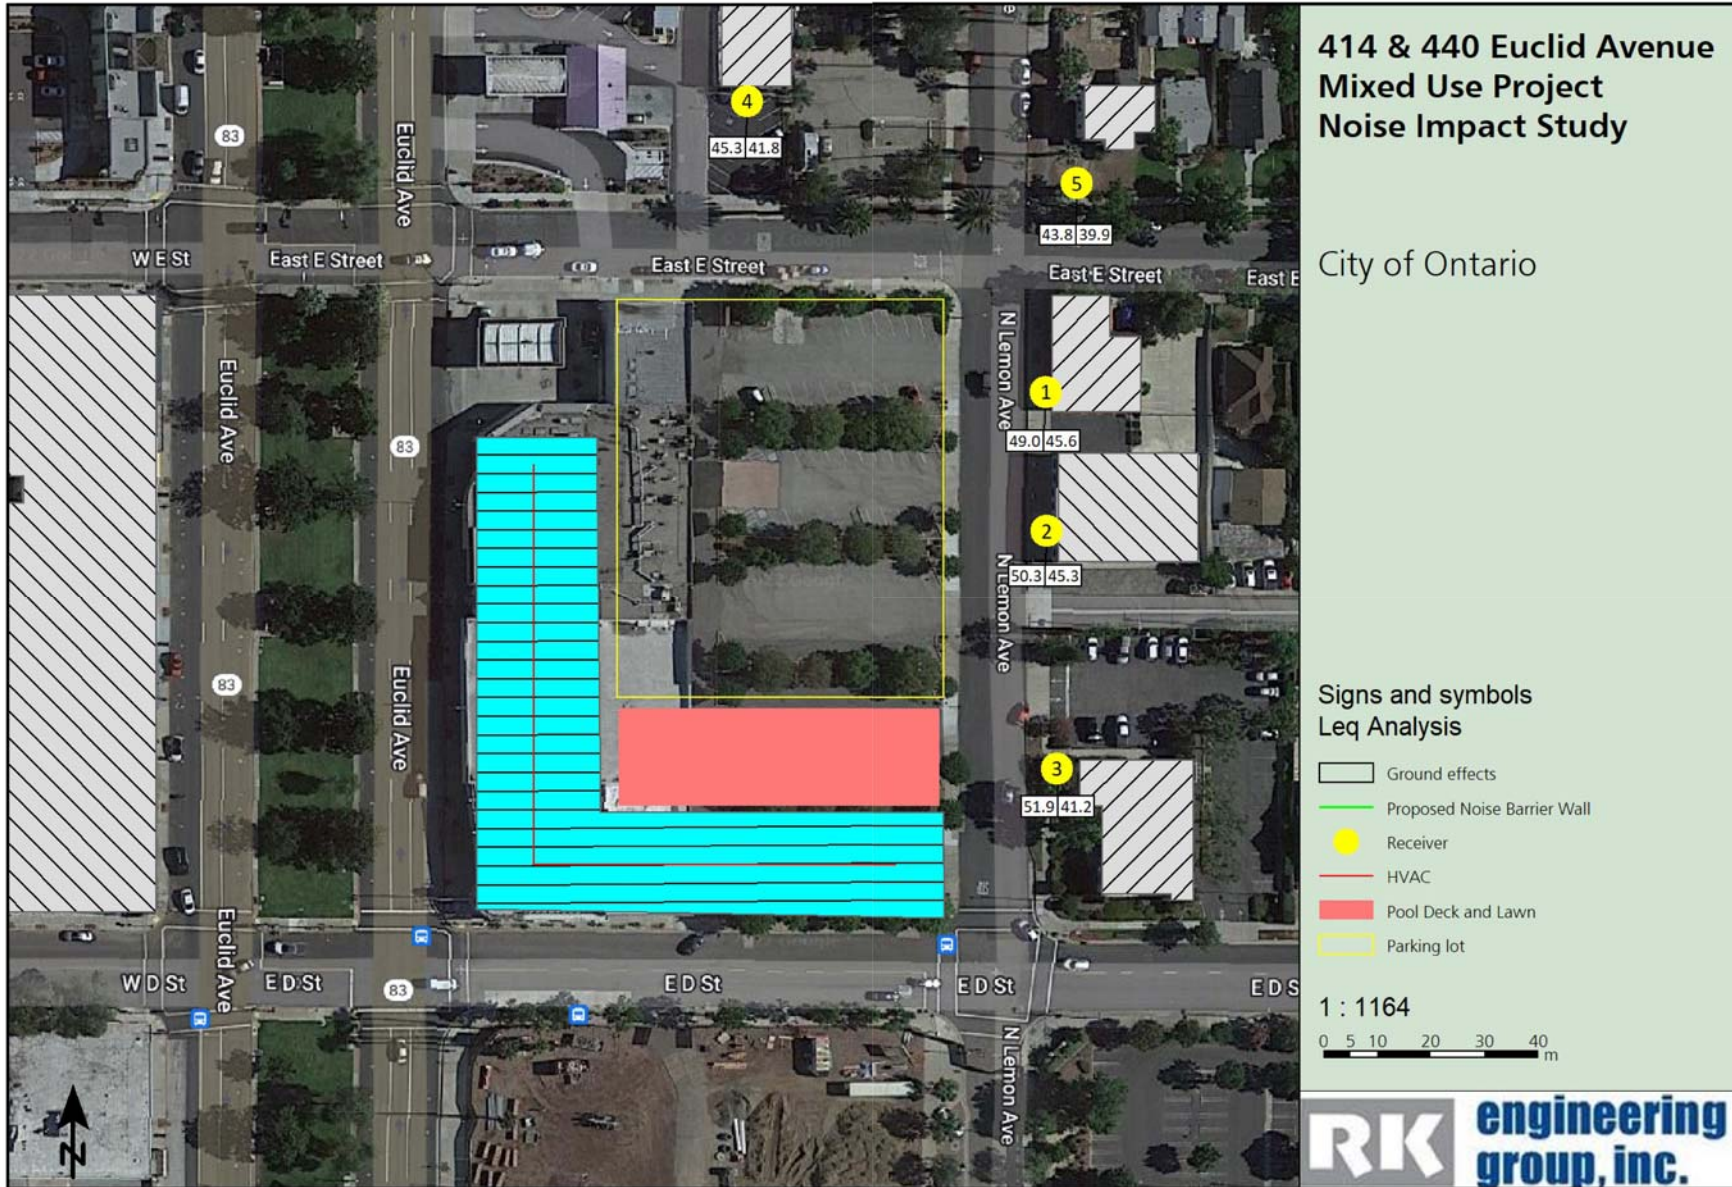 414 & 440 Euclid Avenue
Mixed Use Project
Noise Impact Study
City of Ontario
83
Euclid Ave
4
45.3 41.8
5
43.8 39.9
W E St
East E Street
East E Street
East E Street
East E
N Lemon Ave
1
49.0 45.6
Euclid Ave
83
2
50.3 45.3
N Lemon Ave
83
Euclid Ave
3
51.9 41.2
Signs and symbols
Leq Analysis
Ground effects
Proposed Noise Barrier Wall
Receiver
HVAC
Pool Deck and Lawn
Parking lot
1 : 1164
0 5 10 20 30 40
m
Euclid Ave
W D St
E D St
83
E D St
E D St
E D S
N Lemon Ave
N
RK engineering
group, inc.